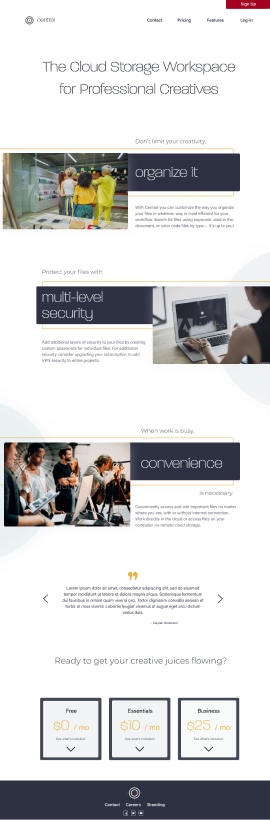 Sign Up
central
Contact Pricing Features Log-in
The Cloud Storage Workspace
for Professional Creatives
Don't limit your creativity,
organize it
With Central you can customize the way you organize
your files in whatever way is most efficient for your
workflow. Search for files using keywords used in the
document, or color code files by type— it's up to you!
Protect your files with
multi-level
security
Add additional layers of security to your files by creating
custom passwords for individual files. For additional
security consider upgrading your subscription to add
VPN security to entire projects.
When work is busy,
convenience
is necessary.
Conveniently access and edit important files no matter
where you are, with or without internet connection.
Work directly in the cloud or access files on your
computer via remote cloud storage.
Lorem ipsum dolor sit amet, consectetur adipiscing elit, sed do eiusmod
tempor incididunt ut labore et dolore magna aliqua. Scelerisque fermentum
dui faucibus in ornare quam viverra orci. Tortor dignissim convallis aenean et
tortor at risus viverra. Lobortis feugiat vivamus at augue eget arcu dictum
varius duis.
Ready to get your creative juices flowing?
Free
$0 / mo
See what's included!
Essentials
$10 / mo
See what's included!
Business
$25 / mo
See what's included!
Contact Careers Branding